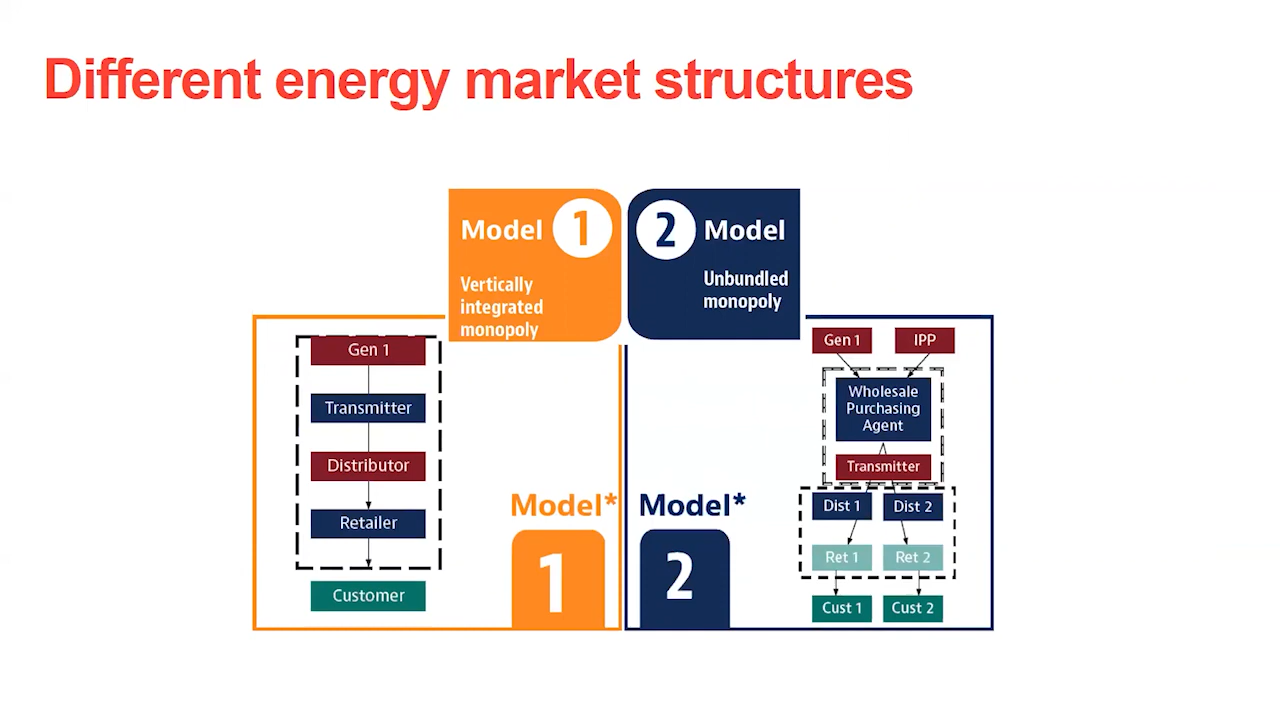 Different energy market structures
Model 1
Vertically
integrated
monopoly
2 Model
Unbundled
monopoly
Gen 1
Transmitter
Distributor
Retailer
Customer
Model*
1
Model*
2
Gen 1
IPP
Wholesale
Purchasing
Agent
Transmitter
Dist 1
Dist 2
Ret 1
Ret 2
Cust 1
Cust 2